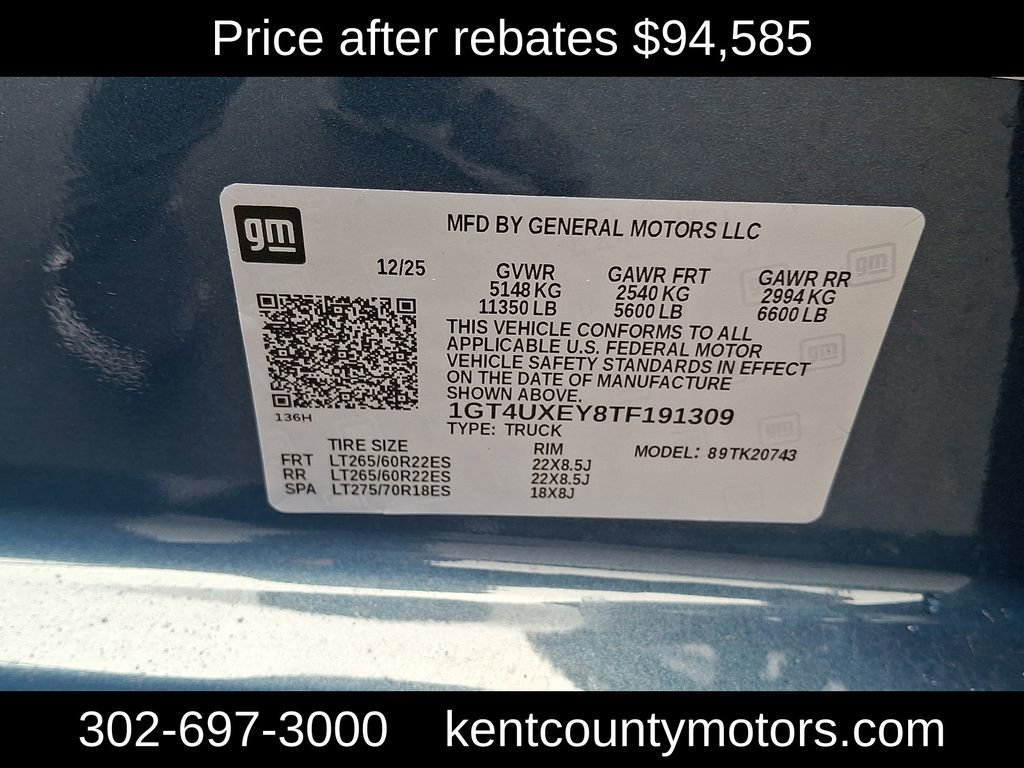 Price after rebates $94,585
gm
MFD BY GENERAL MOTORS LLC
12/25
GVWR GAWR FRT GAWR RR
5148 KG 2540 KG 2994 KG
11350 LB 5600 LB 6600 LB
THIS VEHICLE CONFORMS TO ALL
APPLICABLE U.S. FEDERAL MOTOR
VEHICLE SAFETY STANDARDS IN EFFECT
ON THE DATE OF MANUFACTURE
SHOWN ABOVE.
136H
1GT4UXEY8TF191309
TYPE: TRUCK
TIRE SIZE RIM MODEL: 89TK20743
FRT LT265/60R22ES 22X8.5J
RR LT265/60R22ES 22X8.5J
SPA LT275/70R18ES 18X8J
gm
gm
gm
302-697-3000 kentcountymotors.com